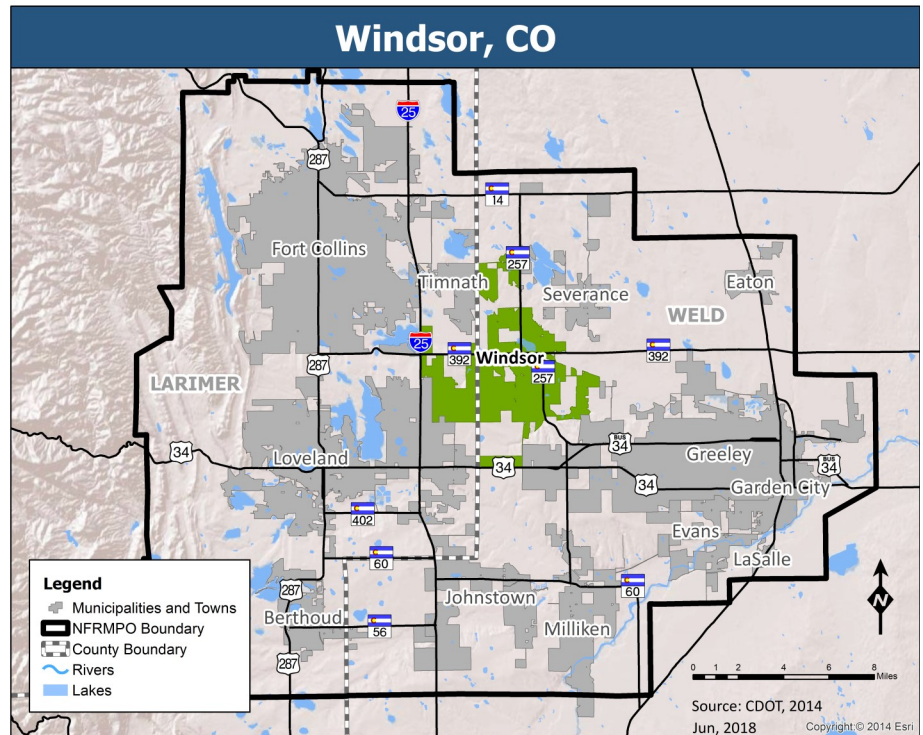 Windsor, CO
25
287
14
Fort Collins
257
Timnath
Severance
Eaton
WELD
25
392
Windsor
392
287
257
LARIMER
34
Loveland
34
BUS
34
Greeley
BUS
34
34
Garden City
402
Evans
60
LaSalle
287
Berthoud
Johnstown
60
56
Milliken
287
Legend
Municipalities and Towns
NFRMPO Boundary
County Boundary
Rivers
Lakes
N
0 1 2 4 6 8
Miles
Source: CDOT, 2014
Jun, 2018
Copyright:© 2014 Esri